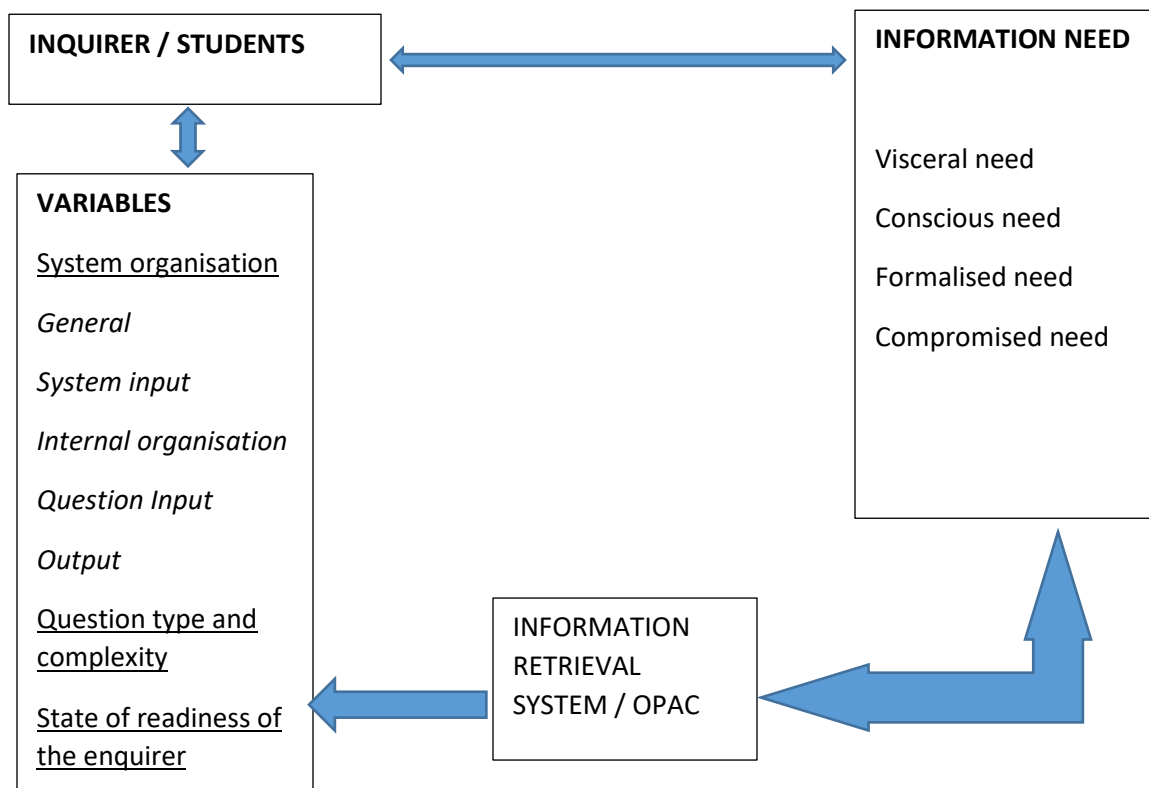 INQUIRER / STUDENTS
INFORMATION NEED
Visceral need
Conscious need
Formalised need
Compromised need
VARIABLES
System organisation
General
System input
Internal organisation
Question Input
Output
Question type and
complexity
State of readiness of
the enquirer
INFORMATION
RETRIEVAL
SYSTEM / OPAC